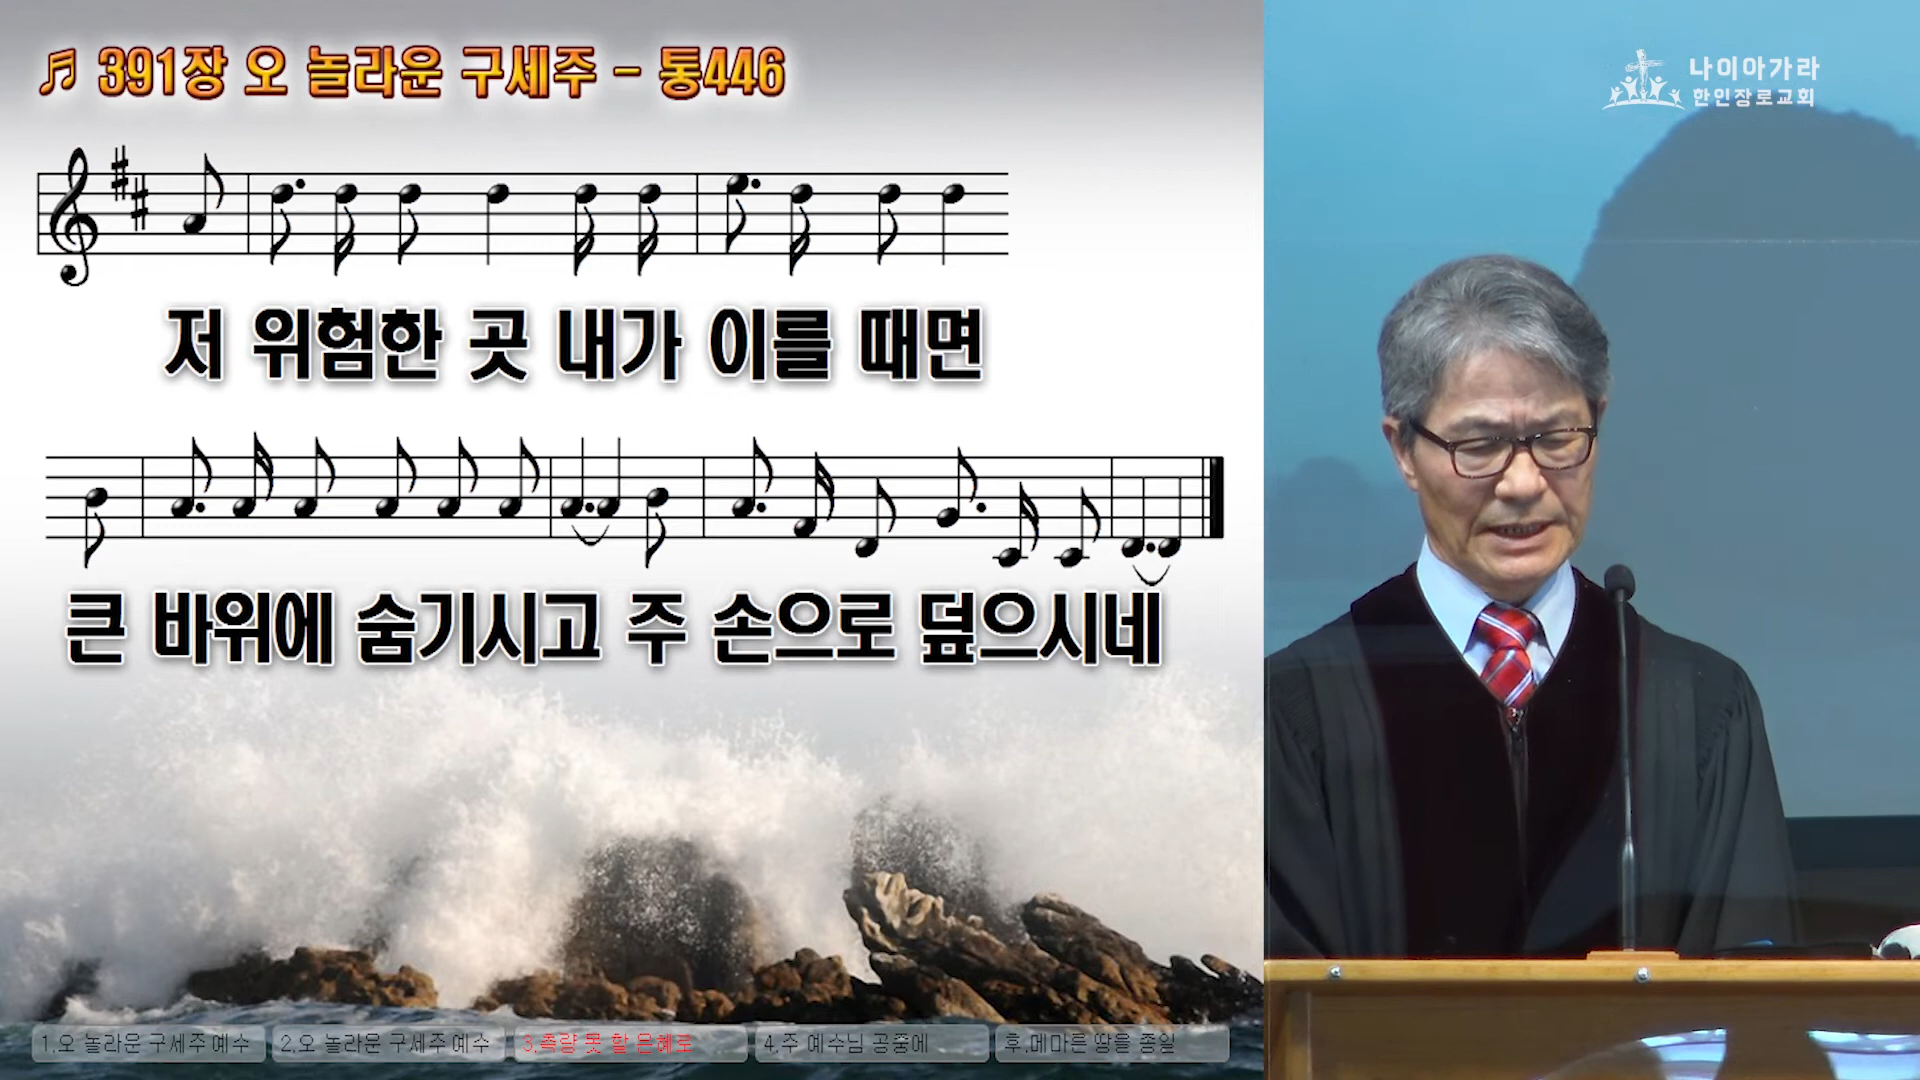 391장 오 놀라운 구세주 - 통446
나이아가라
한인장로교회
저 위험한 곳 내가 이를 때면
큰 바위에 숨기시고 주 손으로 덮으시네
1.오 놀라운 구세주 예수
2.오 놀라운 구세주 예수
3.측량 못 할 은혜로
4.주 예수님 공중에
후.메마른 땅을 종일